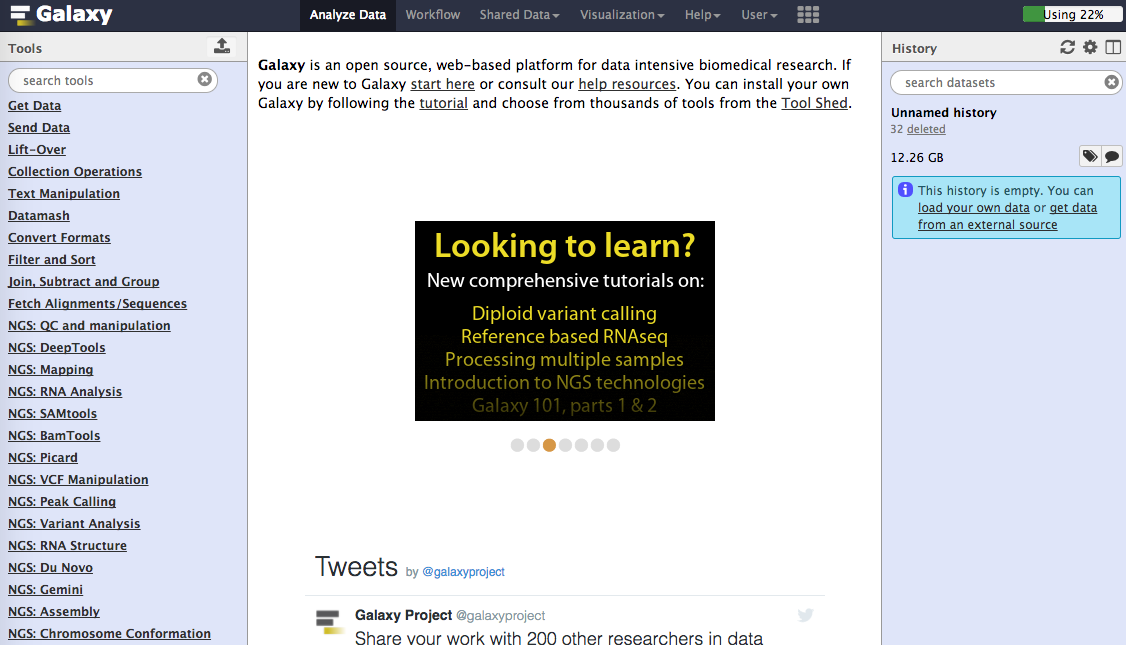 Galaxy
Analyze Data Workflow Shared Data Visualization Help User
Using 22%
Tools
search tools
Get Data
Send Data
Lift-Over
Collection Operations
Text Manipulation
Datamash
Convert Formats
Filter and Sort
Join, Subtract and Group
Fetch Alignments/Sequences
NGS: QC and manipulation
NGS: DeepTools
NGS: Mapping
NGS: RNA Analysis
NGS: SAMtools
NGS: BamTools
NGS: Picard
NGS: VCF Manipulation
NGS: Peak Calling
NGS: Variant Analysis
NGS: RNA Structure
NGS: Du Novo
NGS: Gemini
NGS: Assembly
NGS: Chromosome Conformation
Galaxy is an open source, web-based platform for data intensive biomedical research. If
you are new to Galaxy start here or consult our help resources. You can install your own
Galaxy by following the tutorial and choose from thousands of tools from the Tool Shed.
Looking to learn?
New comprehensive tutorials on:
Diploid variant calling
Reference based RNAseq
Processing multiple samples
Introduction to NGS technologies
Galaxy 101, parts 1 & 2
Tweets by @galaxyproject
Galaxy Project @galaxyproject
Share your work with 200 other researchers in data
History
search datasets
Unnamed history
32 deleted
12.26 GB
This history is empty. You can
load your own data or get data
from an external source